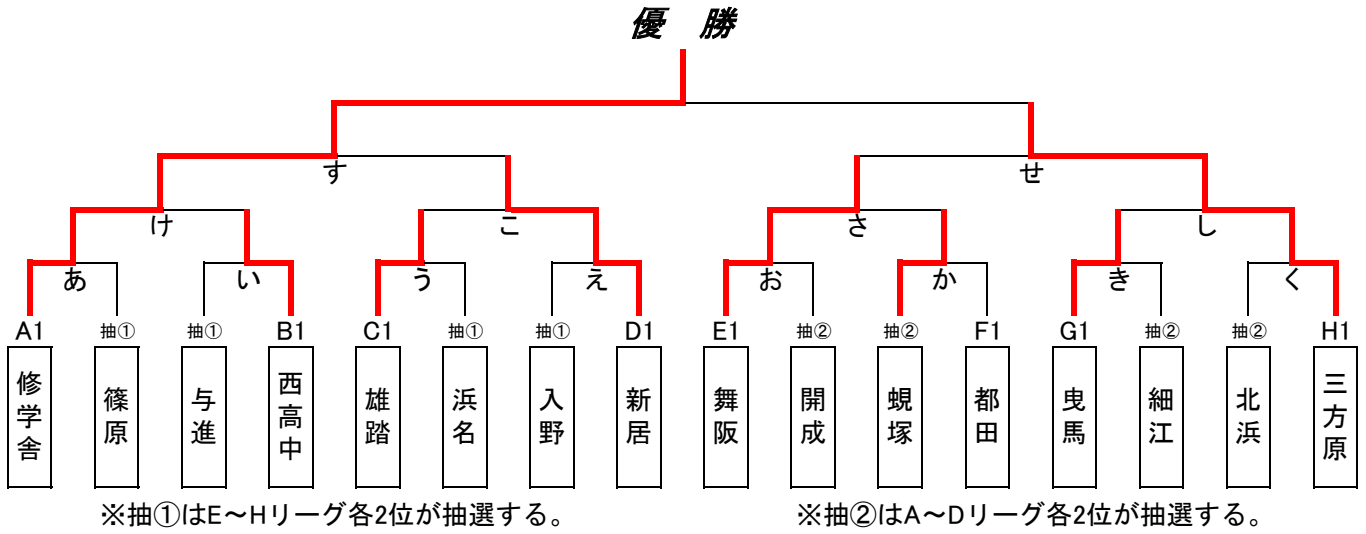 優　勝
す
せ
け
こ
さ
し
あ
い
う
え
お
か
き
く
A1
抽①
抽①
B1
C1
抽①
抽①
D1
E1
抽②
抽②
F1
G1
抽②
抽②
H1
修学舎
篠原
与進
西高中
雄踏
浜名
入野
新居
舞阪
開成
蜆塚
都田
曳馬
細江
北浜
三方原
※抽①はE～Hリーグ各2位が抽選する。
※抽②はA～Dリーグ各2位が抽選する。